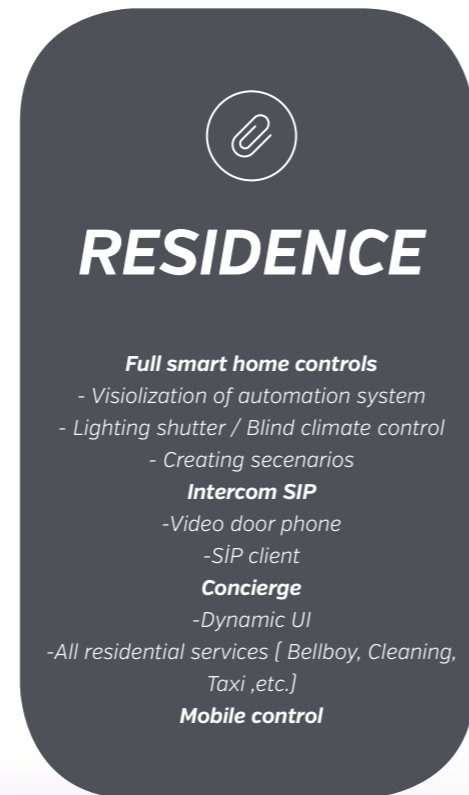 RESIDENCE
Full smart home controls
- Visiolization of automation system
- Lighting shutter / Blind climate control
- Creating secenarios
Intercom SIP
-Video door phone
-SİP client
Concierge
-Dynamic UI
-All residential services [ Bellboy, Cleaning,
Taxi ,etc.]
Mobile control